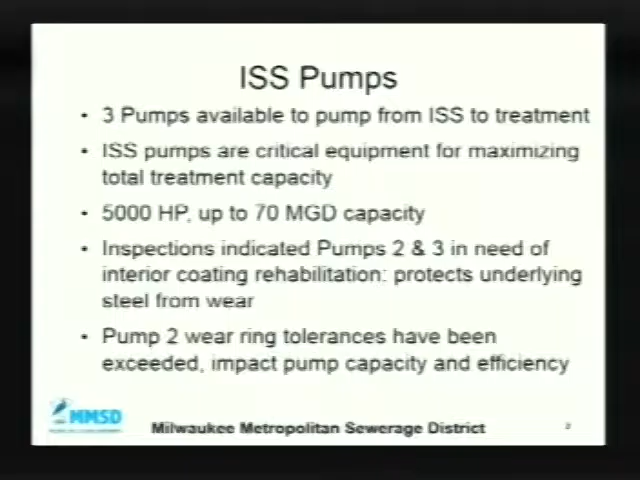 ISS Pumps
• 3 Pumps available to pump from ISS to treatment
• ISS pumps are critical equipment for maximizing
total treatment capacity
• 5000 HP, up to 70 MGD capacity
• Inspections indicated Pumps 2 & 3 in need of
interior coating rehabilitation: protects underlying
steel from wear
• Pump 2 wear ring tolerances have been
exceeded, impact pump capacity and efficiency
MMSD
Milwaukee Metropolitan Sewerage District
2